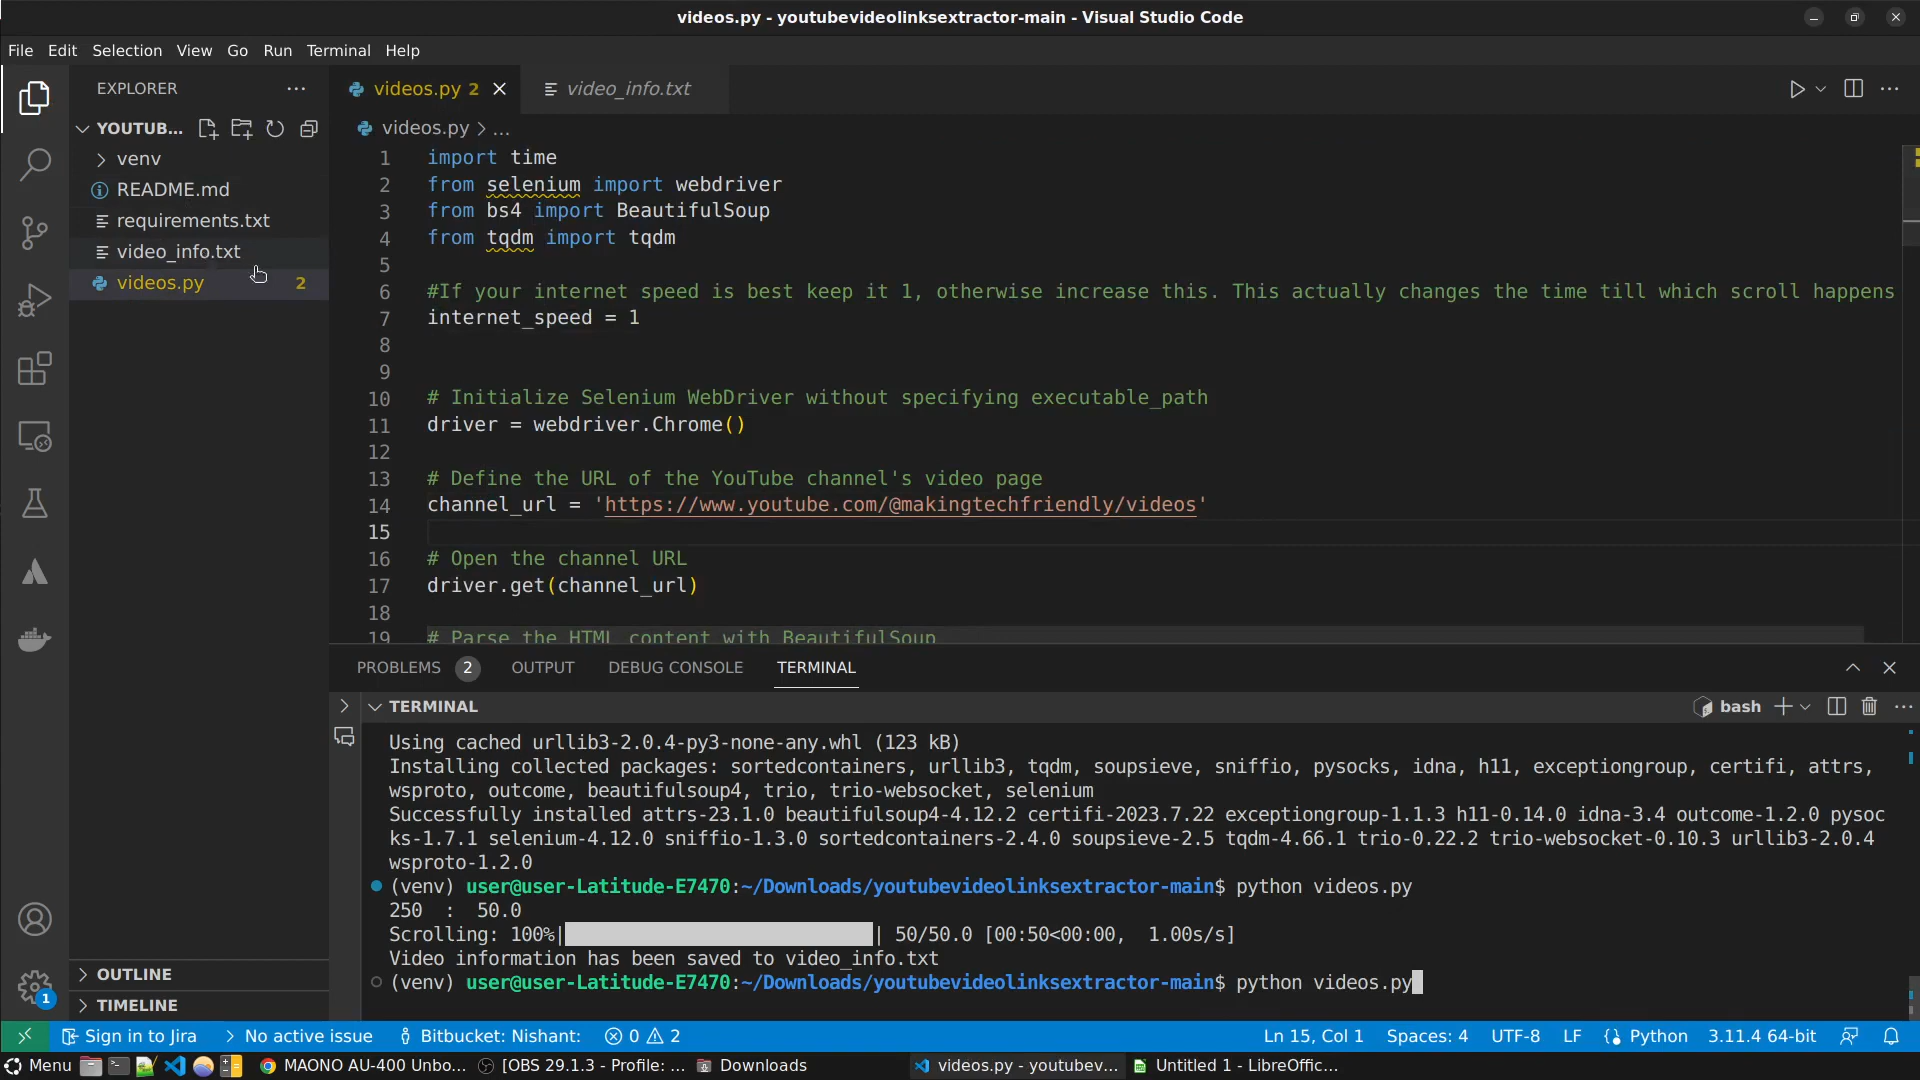 videos.py - youtubevideolinksextractor-main - Visual Studio Code
File Edit Selection View Go Run Terminal Help
EXPLORER
videos.py 2
video_info.txt
YOUTUB...
videos.py > ...
venv
README.md
requirements.txt
video_info.txt
videos.py 2
1 import time
2 from selenium import webdriver
3 from bs4 import BeautifulSoup
4 from tqdm import tqdm
5
6 #If your internet speed is best keep it 1, otherwise increase this. This actually changes the time till which scroll happens
7 internet_speed = 1
8
9
10 # Initialize Selenium WebDriver without specifying executable_path
11 driver = webdriver.Chrome()
12
13 # Define the URL of the YouTube channel's video page
14 channel_url = 'https://www.youtube.com/@makingtechfriendly/videos'
15
16 # Open the channel URL
17 driver.get(channel_url)
18
19 # Parse the HTML content with BeautifulSoup
PROBLEMS 2 OUTPUT DEBUG CONSOLE TERMINAL
TERMINAL
bash
Using cached urllib3-2.0.4-py3-none-any.whl (123 kB)
Installing collected packages: sortedcontainers, urllib3, tqdm, soupsieve, sniffio, pysocks, idna, h11, exceptiongroup, certifi, attrs,
wsproto, outcome, beautifulsoup4, trio, trio-websocket, selenium
Successfully installed attrs-23.1.0 beautifulsoup4-4.12.2 certifi-2023.7.22 exceptiongroup-1.1.3 h11-0.14.0 idna-3.4 outcome-1.2.0 pysoc
ks-1.7.1 selenium-4.12.0 sniffio-1.3.0 sortedcontainers-2.4.0 soupsieve-2.5 tqdm-4.66.1 trio-0.22.2 trio-websocket-0.10.3 urllib3-2.0.4
wsproto-1.2.0
(venv) user@user-Latitude-E7470:~/Downloads/youtubevideolinksextractor-main$ python videos.py
250 : 50.0
Scrolling: 100%| | 50/50.0 [00:50<00:00, 1.00s/s]
Video information has been saved to video_info.txt
(venv) user@user-Latitude-E7470:~/Downloads/youtubevideolinksextractor-main$ python videos.py
OUTLINE
TIMELINE
1
Sign in to Jira No active issue Bitbucket: Nishant: 0 2 Ln 15, Col 1 Spaces: 4 UTF-8 LF Python 3.11.4 64-bit
Menu MAONO AU-400 Unbo... [OBS 29.1.3 - Profile: ... Downloads videos.py - youtubev... Untitled 1 - LibreOffic...